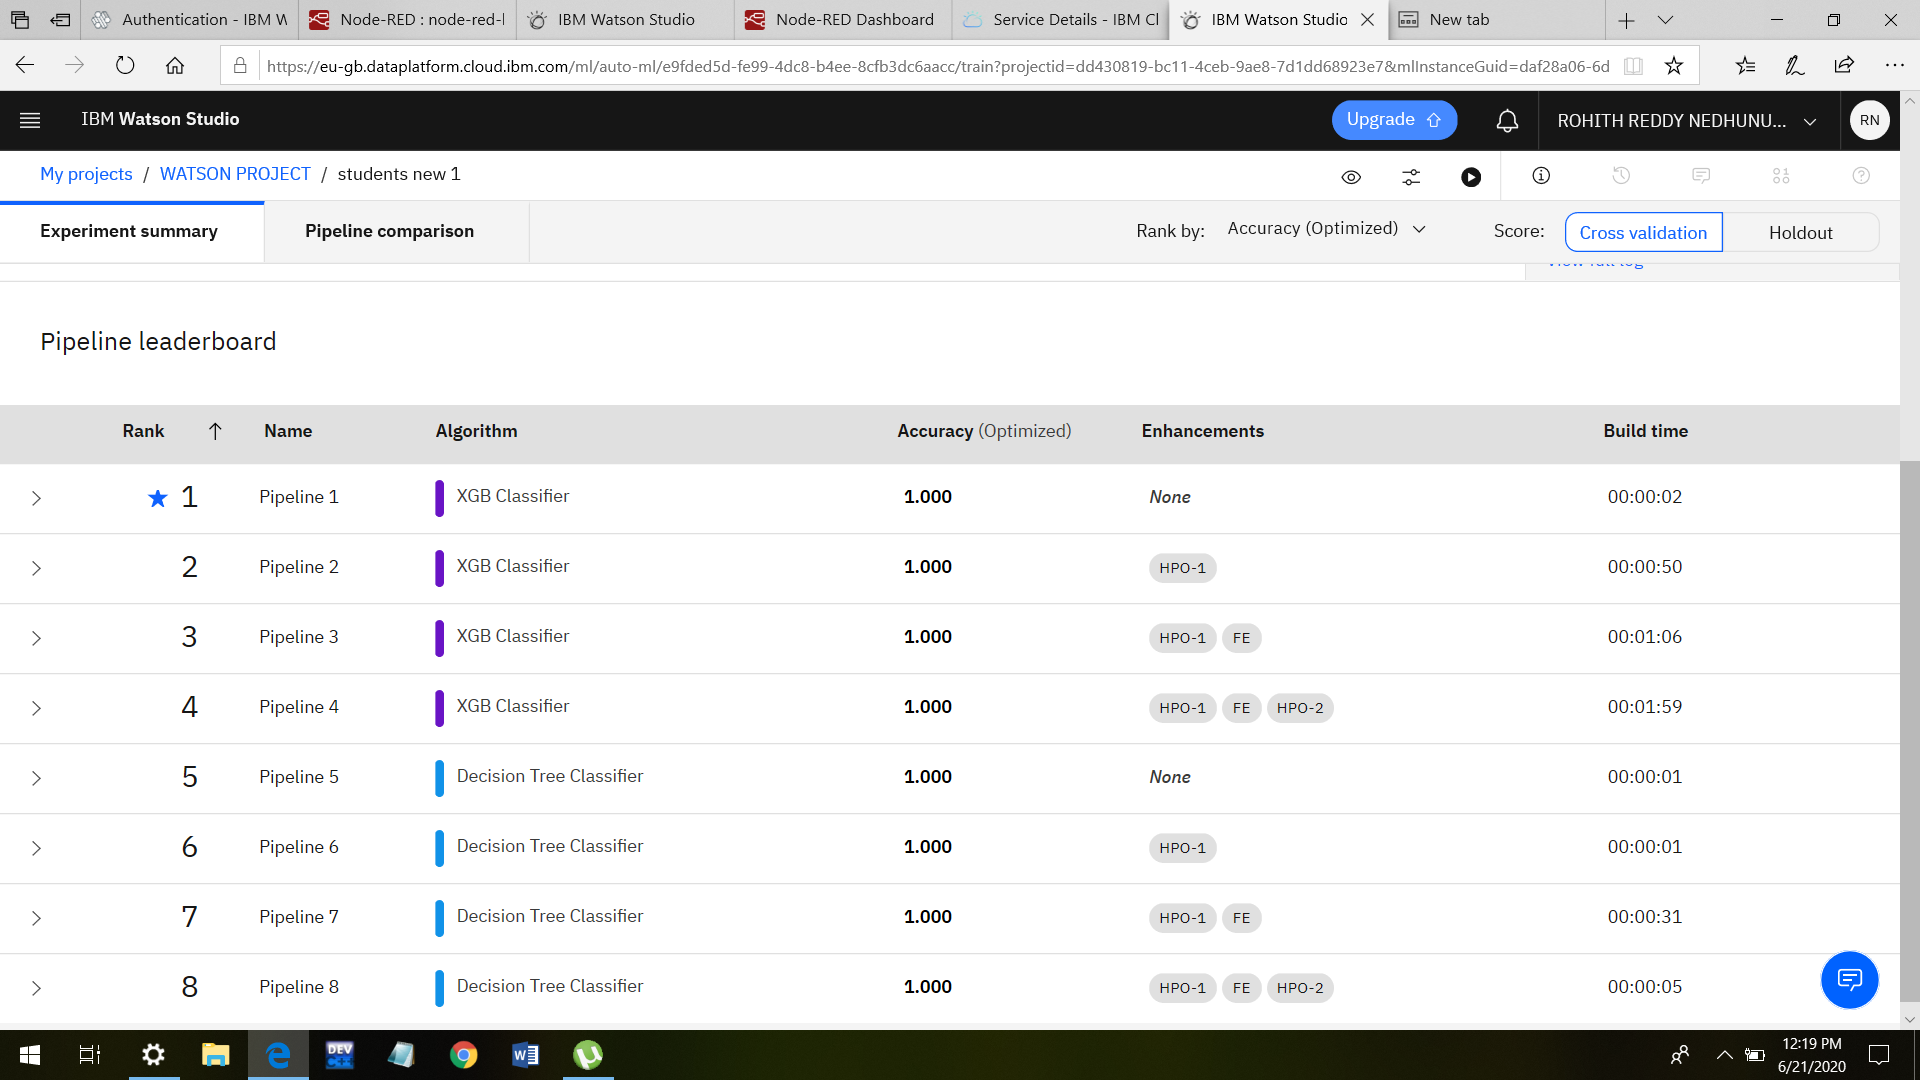 Authentication - IBM W
Node-RED : node-red-l
IBM Watson Studio
Node-RED Dashboard
Service Details - IBM Cl
IBM Watson Studio
New tab
https://eu-gb.dataplatform.cloud.ibm.com/ml/auto-ml/e9fded5d-fe99-4dc8-b4ee-8cfb3dc6aacc/train?projectid=dd430819-bc11-4ceb-9ae8-7d1dd68923e7&mlInstanceGuid=daf28a06-6d
IBM Watson Studio
Upgrade
ROHITH REDDY NEDHUNU...
RN
My projects / WATSON PROJECT / students new 1
Experiment summary
Pipeline comparison
Rank by: Accuracy (Optimized)
Score: Cross validation Holdout
View full log
Pipeline leaderboard
Rank Name Algorithm Accuracy (Optimized) Enhancements Build time
1 Pipeline 1 XGB Classifier 1.000 None 00:00:02
2 Pipeline 2 XGB Classifier 1.000 HPO-1 00:00:50
3 Pipeline 3 XGB Classifier 1.000 HPO-1 FE 00:01:06
4 Pipeline 4 XGB Classifier 1.000 HPO-1 FE HPO-2 00:01:59
5 Pipeline 5 Decision Tree Classifier 1.000 None 00:00:01
6 Pipeline 6 Decision Tree Classifier 1.000 HPO-1 00:00:01
7 Pipeline 7 Decision Tree Classifier 1.000 HPO-1 FE 00:00:31
8 Pipeline 8 Decision Tree Classifier 1.000 HPO-1 FE HPO-2 00:00:05
DEV
C++
12:19 PM
6/21/2020